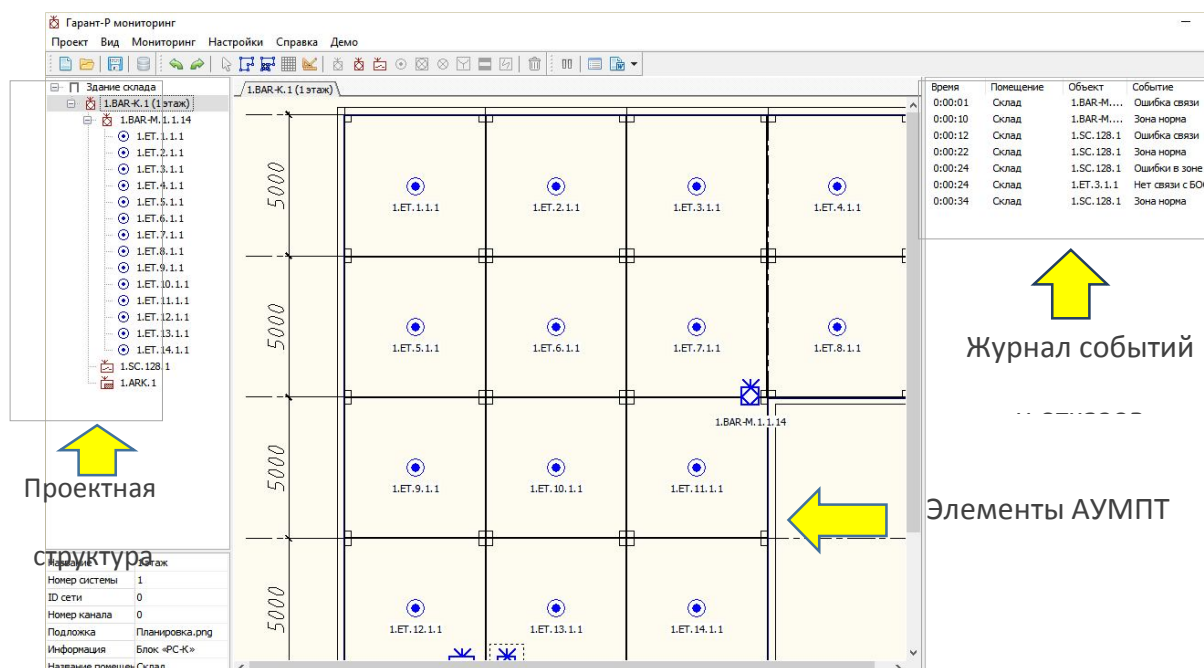 Гарант-Р мониторинг
Проект Вид Мониторинг Настройки Справка Демо
Здание склада
1.BAR-K.1 (1 этаж)
1.BAR-M.1.1.14
1.ET.1.1.1
1.ET.2.1.1
1.ET.3.1.1
1.ET.4.1.1
1.ET.5.1.1
1.ET.6.1.1
1.ET.7.1.1
1.ET.8.1.1
1.ET.9.1.1
1.ET.10.1.1
1.ET.11.1.1
1.ET.12.1.1
1.ET.13.1.1
1.ET.14.1.1
1.SC.128.1
1.ARK.1
Проектная
структура
Название 1 этаж
Номер системы 1
ID сети 0
Номер канала 0
Подложка Планировка.png
Информация Блок «РС-К»
Название помещен Склад
1.BAR-K.1 (1 этаж)
5000
1.ET.1.1.1 1.ET.2.1.1 1.ET.3.1.1 1.ET.4.1.1
5000
1.ET.5.1.1 1.ET.6.1.1 1.ET.7.1.1 1.ET.8.1.1
1.BAR-M.1.1.14
5000
1.ET.9.1.1 1.ET.10.1.1 1.ET.11.1.1
5000
1.ET.12.1.1 1.ET.13.1.1 1.ET.14.1.1
Время Помещение Объект Событие
0:00:01 Склад 1.BAR-M.... Ошибка связи
0:00:10 Склад 1.BAR-M.... Зона норма
0:00:12 Склад 1.SC.128.1 Ошибка связи
0:00:22 Склад 1.SC.128.1 Зона норма
0:00:24 Склад 1.SC.128.1 Ошибки в зоне
0:00:24 Склад 1.ET.3.1.1 Нет связи с БО
0:00:34 Склад 1.SC.128.1 Зона норма
Журнал событий
Элементы АУМПТ